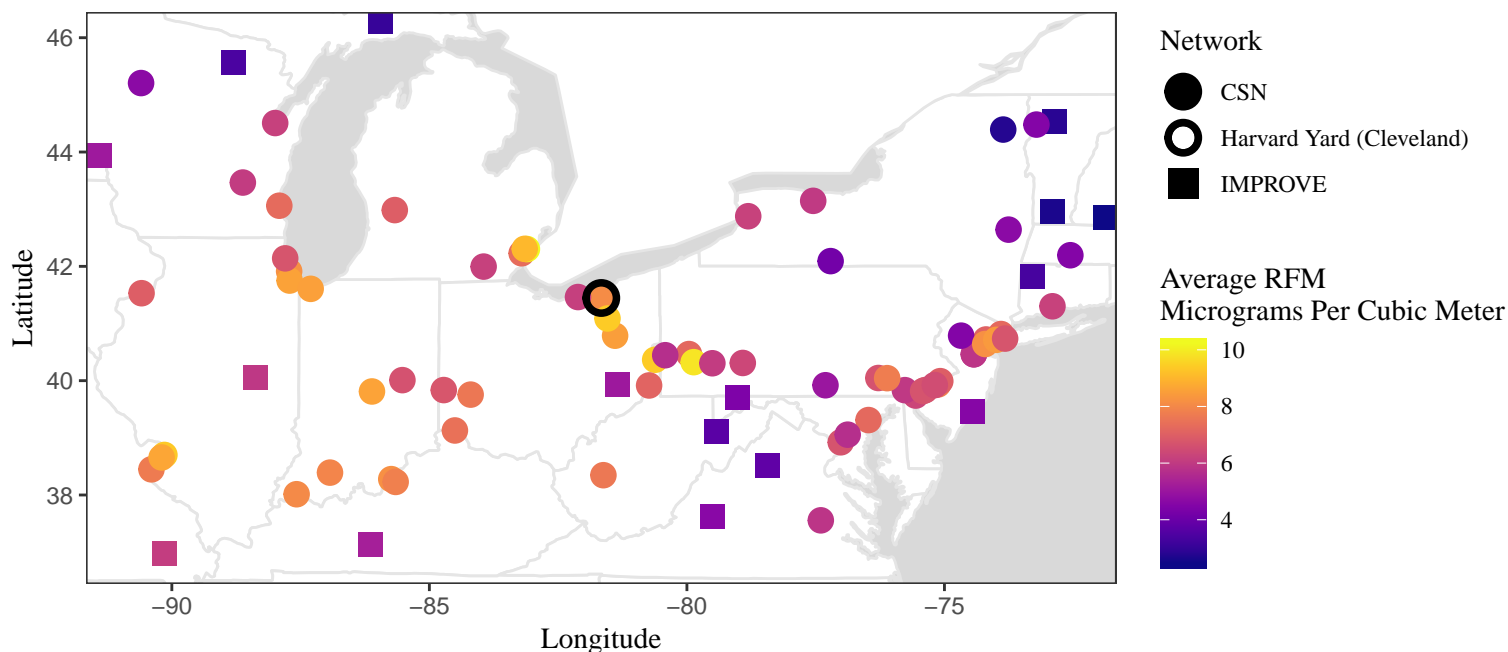 46
44
42
40
38
Latitude
−90
−85
−80
−75
Longitude
Network
CSN
Harvard Yard (Cleveland)
IMPROVE
Average RFM
Micrograms Per Cubic Meter
10
8
6
4